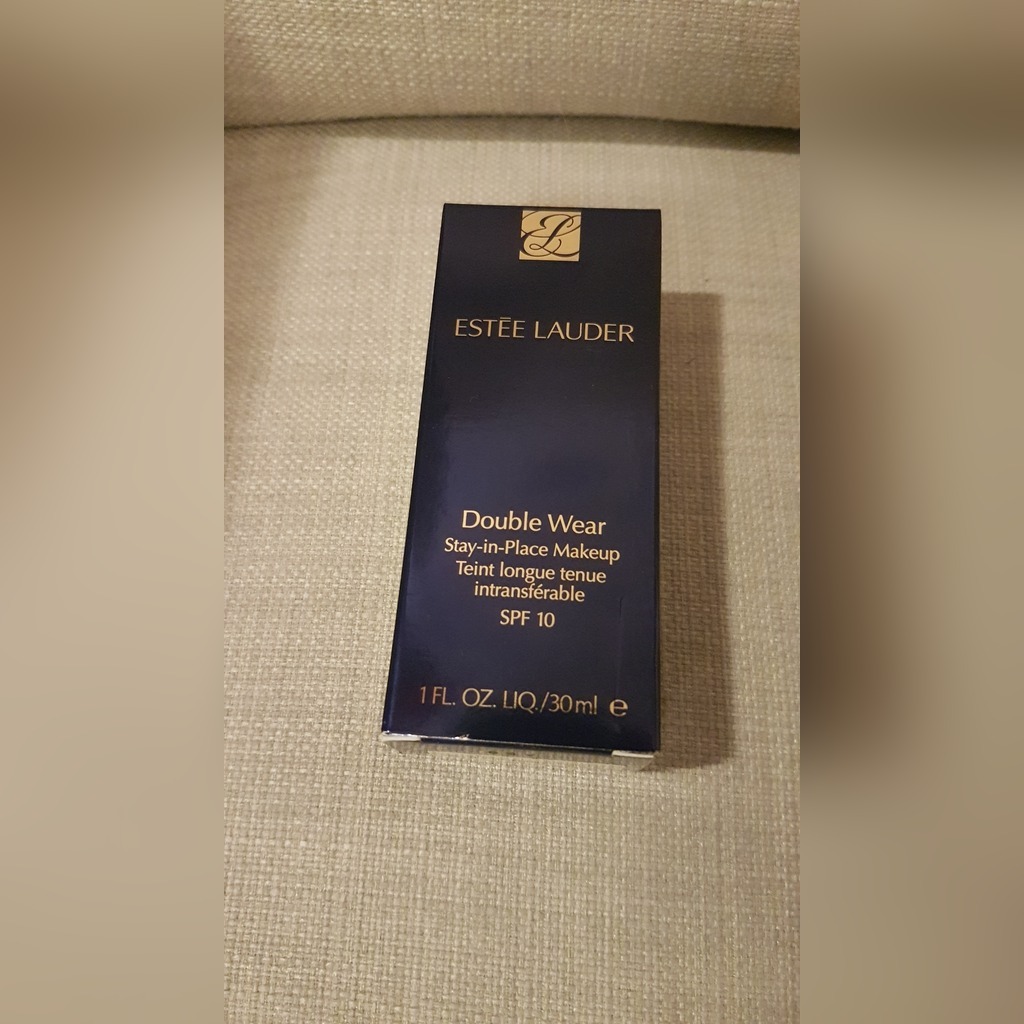 EL
ESTĒE LAUDER
Double Wear
Stay-in-Place Makeup
Teint longue tenue
intransférable
SPF 10
1 FL. OZ. LIQ./30ml ℮